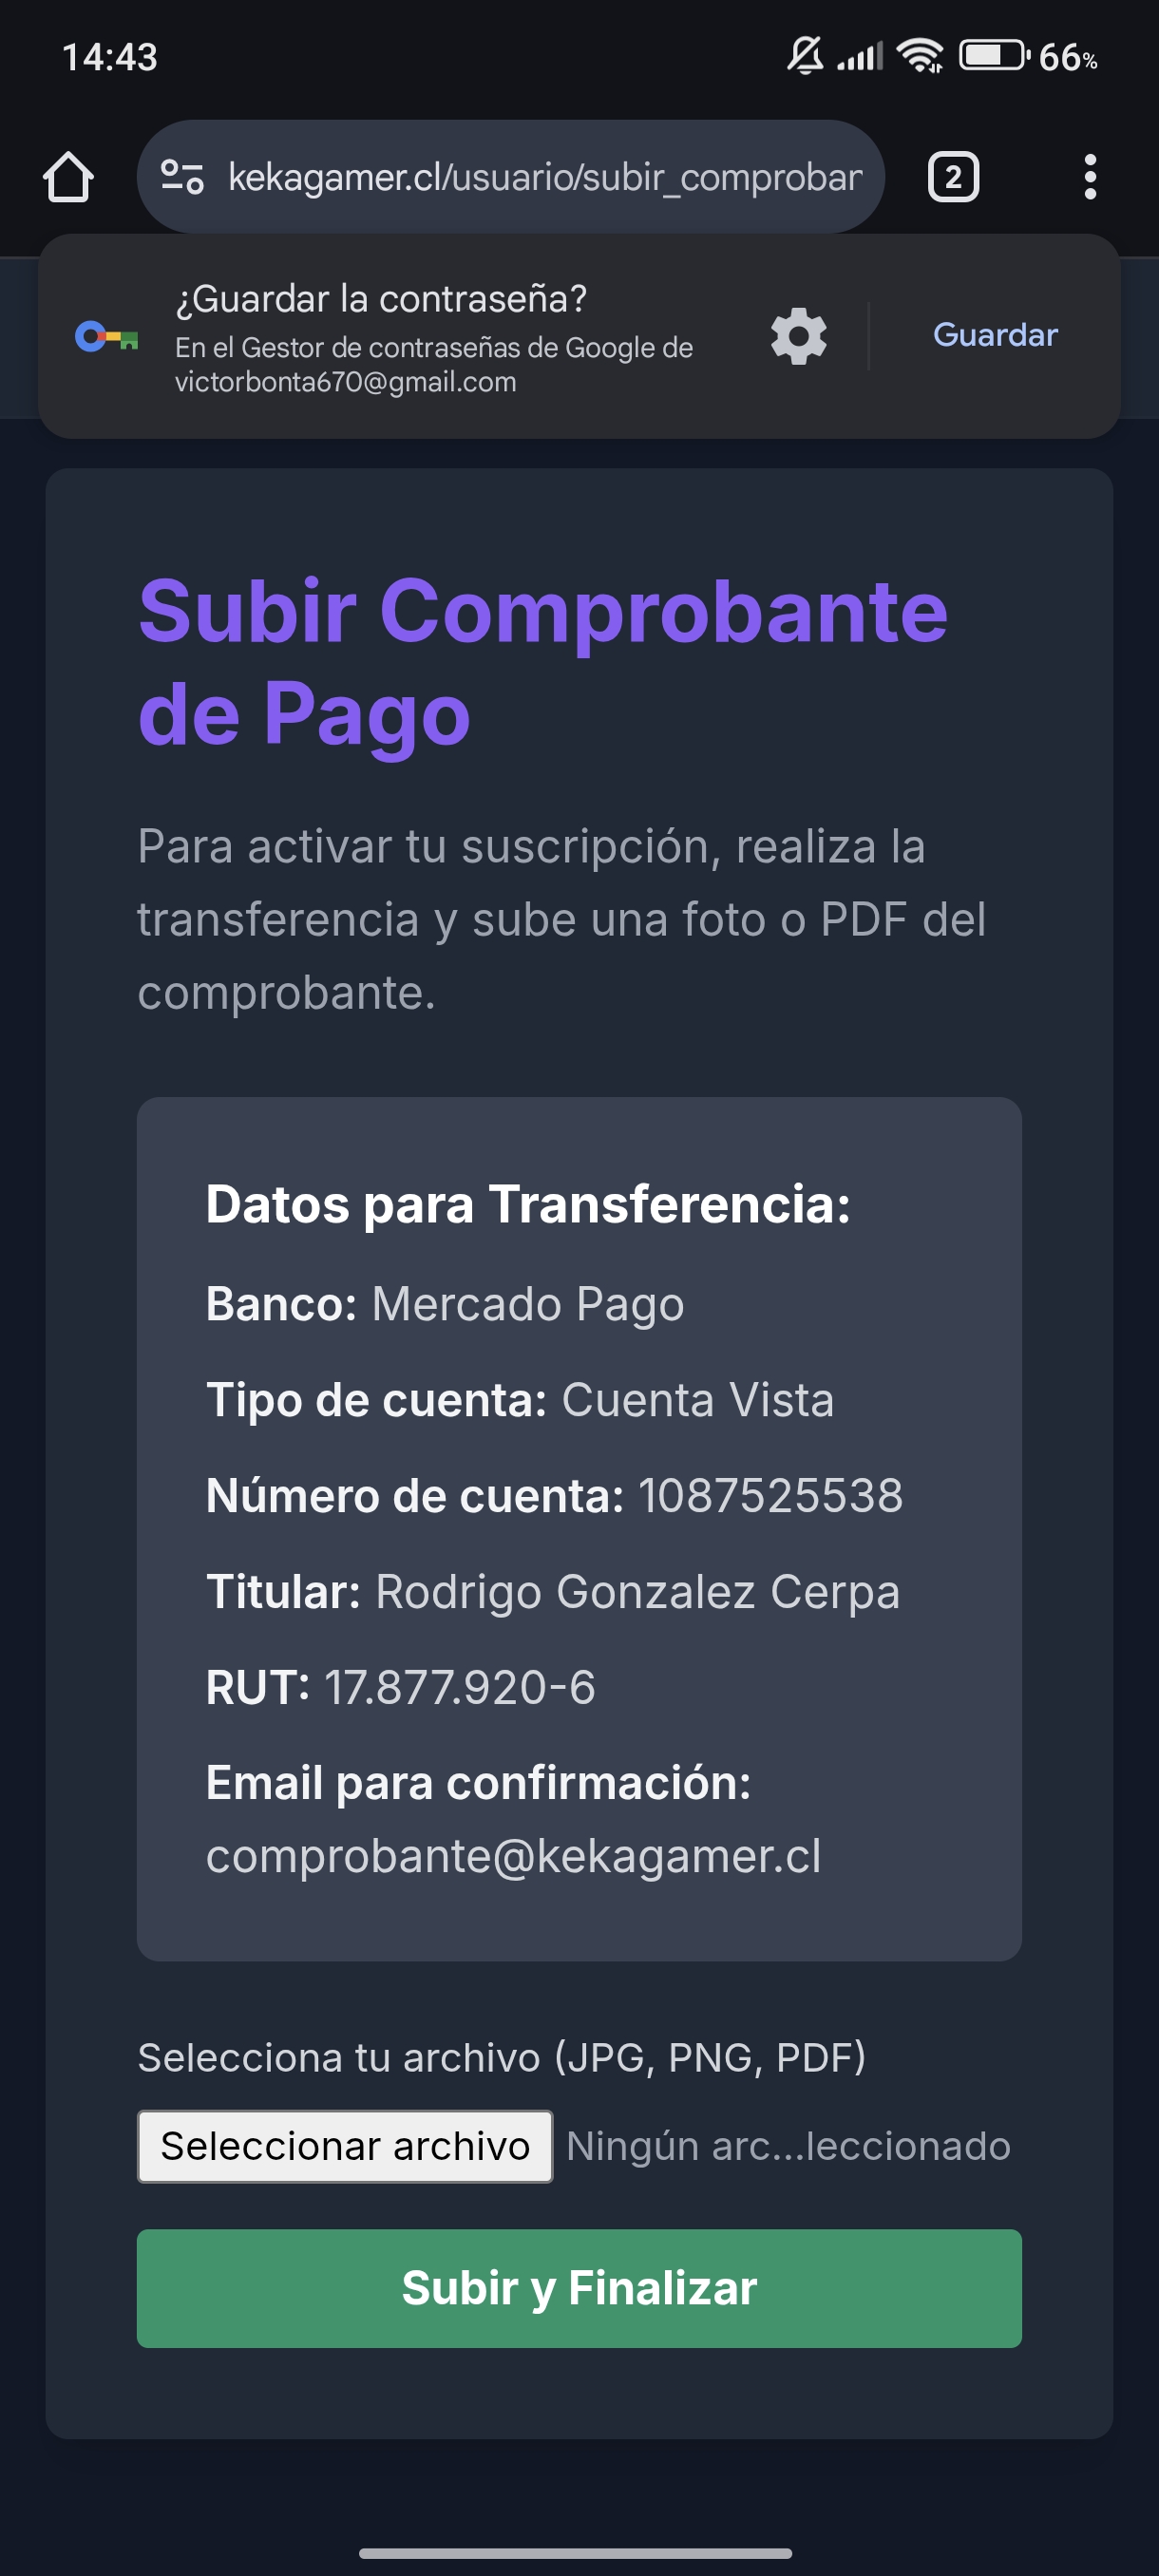 14:43
66%
kekagamer.cl/usuario/subir_comprobar
2
¿Guardar la contraseña?
En el Gestor de contraseñas de Google de
victorbonta670@gmail.com
Guardar
Subir Comprobante
de Pago
Para activar tu suscripción, realiza la
transferencia y sube una foto o PDF del
comprobante.
Datos para Transferencia:
Banco: Mercado Pago
Tipo de cuenta: Cuenta Vista
Número de cuenta: 1087525538
Titular: Rodrigo Gonzalez Cerpa
RUT: 17.877.920-6
Email para confirmación:
comprobante@kekagamer.cl
Selecciona tu archivo (JPG, PNG, PDF)
Seleccionar archivo Ningún arc...leccionado
Subir y Finalizar